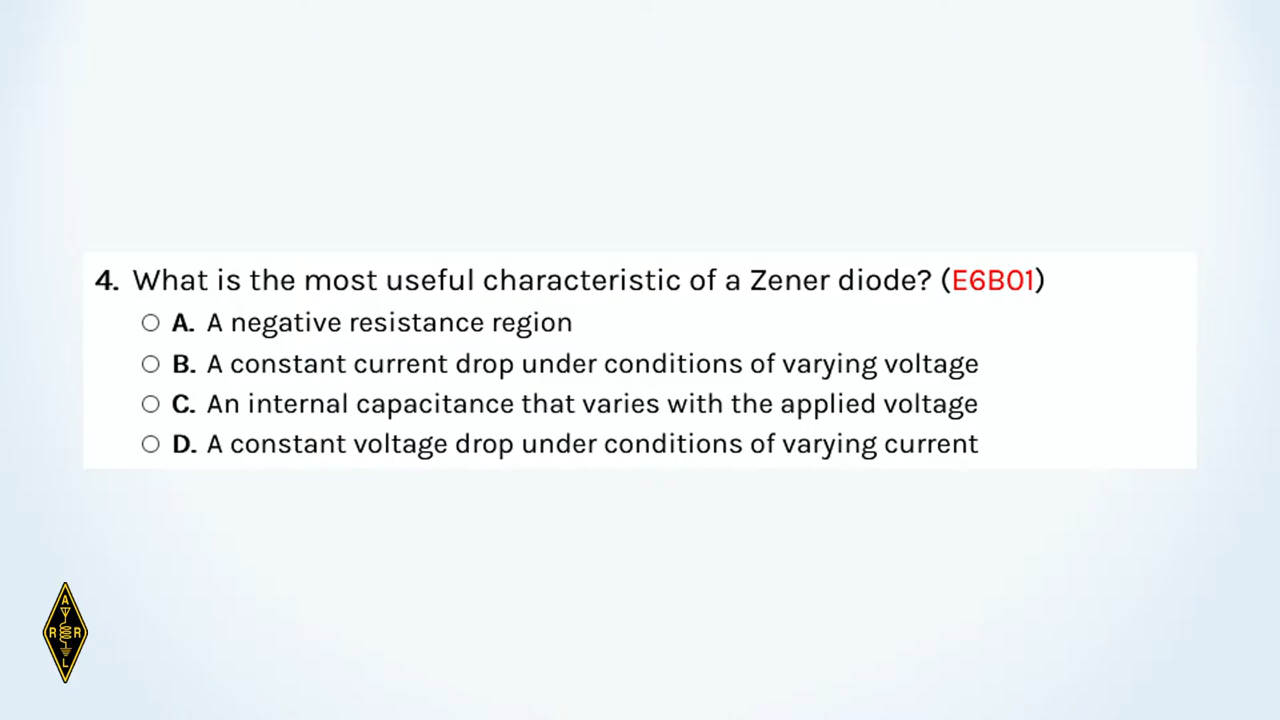 4. What is the most useful characteristic of a Zener diode? (E6B01)
A. A negative resistance region
B. A constant current drop under conditions of varying voltage
C. An internal capacitance that varies with the applied voltage
D. A constant voltage drop under conditions of varying current
A
R R
L